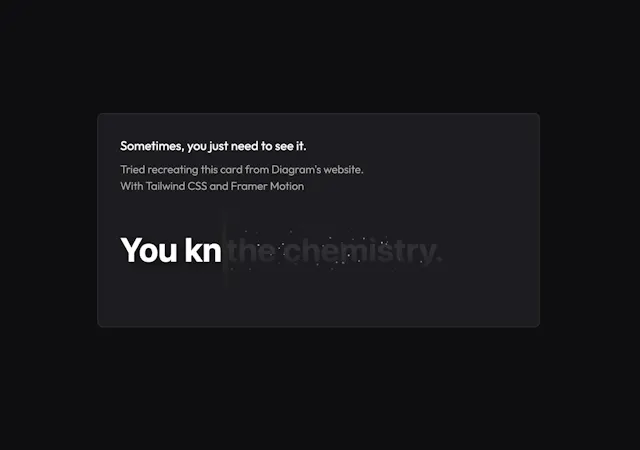 Sometimes, you just need to see it.
Tried recreating this card from Diagram's website.
With Tailwind CSS and Framer Motion
You kn the chemistry.